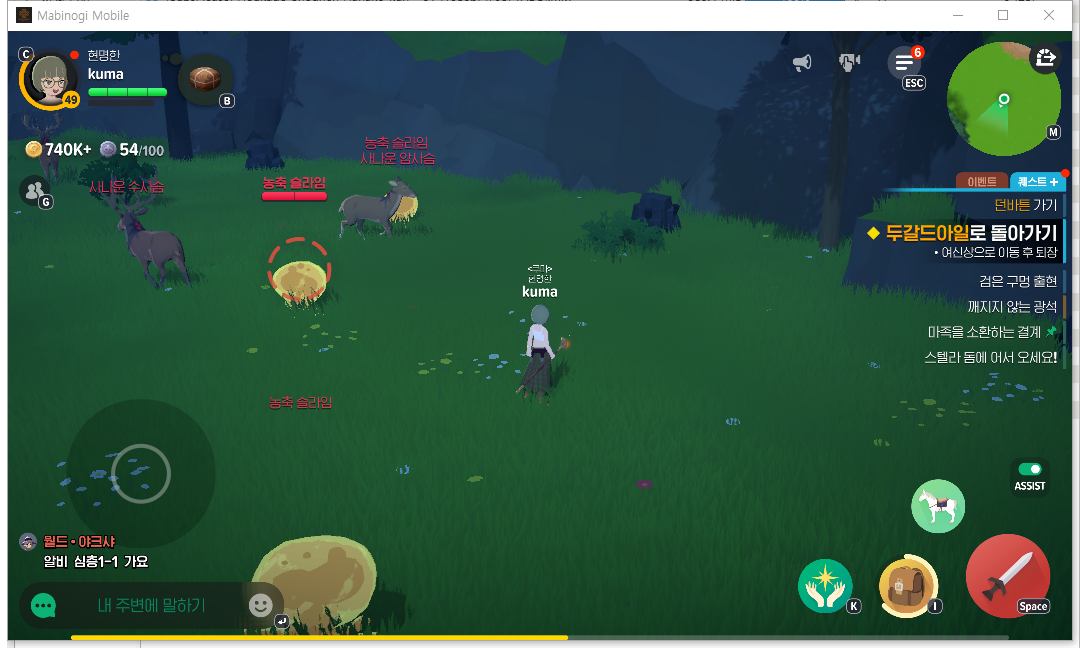 Mabinogi Mobile
C
현명한
kuma
49
B
6
ESC
M
740K+ 54/100
G
농축 슬라임
사나운 암사슴
사나운 수사슴
농축 슬라임
이벤트
퀘스트 +
던바튼 가기
두갈드아일로 돌아가기
• 여신상으로 이동 후 퇴장
검은 구멍 출현
깨지지 않는 광석
마족을 소환하는 결계
스텔라 돔에 어서 오세요!
현명한
kuma
농축 슬라임
ASSIST
월드 • 야크샤
알비 심층1-1 가요
내 주변에 말하기
K
I
Space